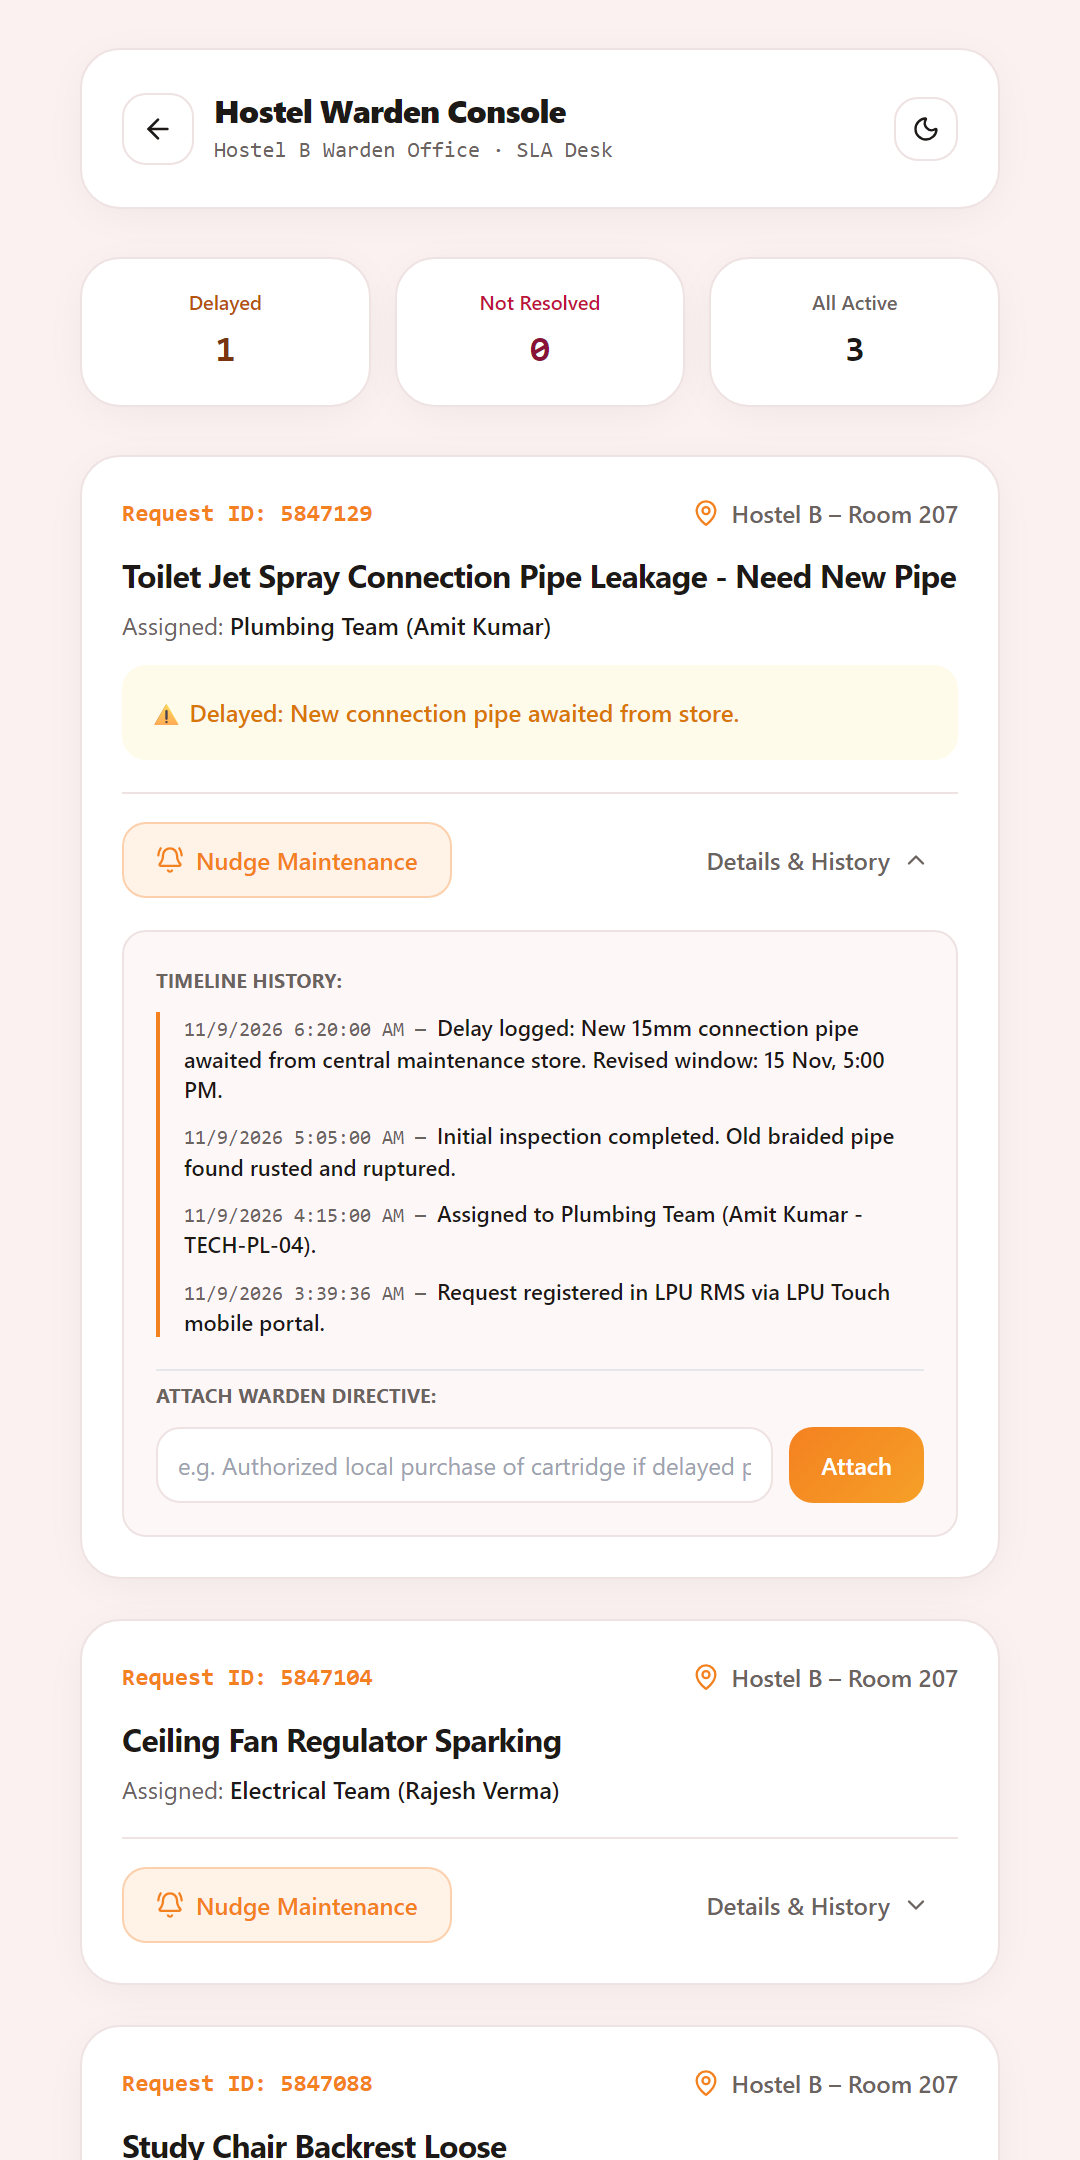 Hostel Warden Console
Hostel B Warden Office · SLA Desk
Delayed
1
Not Resolved
0
All Active
3
Request ID: 5847129
Hostel B – Room 207
Toilet Jet Spray Connection Pipe Leakage - Need New Pipe
Assigned: Plumbing Team (Amit Kumar)
Delayed: New connection pipe awaited from store.
Nudge Maintenance
Details & History
TIMELINE HISTORY:
11/9/2026 6:20:00 AM – Delay logged: New 15mm connection pipe
awaited from central maintenance store. Revised window: 15 Nov, 5:00
PM.
11/9/2026 5:05:00 AM – Initial inspection completed. Old braided pipe
found rusted and ruptured.
11/9/2026 4:15:00 AM – Assigned to Plumbing Team (Amit Kumar -
TECH-PL-04).
11/9/2026 3:39:36 AM – Request registered in LPU RMS via LPU Touch
mobile portal.
ATTACH WARDEN DIRECTIVE:
e.g. Authorized local purchase of cartridge if delayed p
Attach
Request ID: 5847104
Hostel B – Room 207
Ceiling Fan Regulator Sparking
Assigned: Electrical Team (Rajesh Verma)
Nudge Maintenance
Details & History
Request ID: 5847088
Hostel B – Room 207
Study Chair Backrest Loose